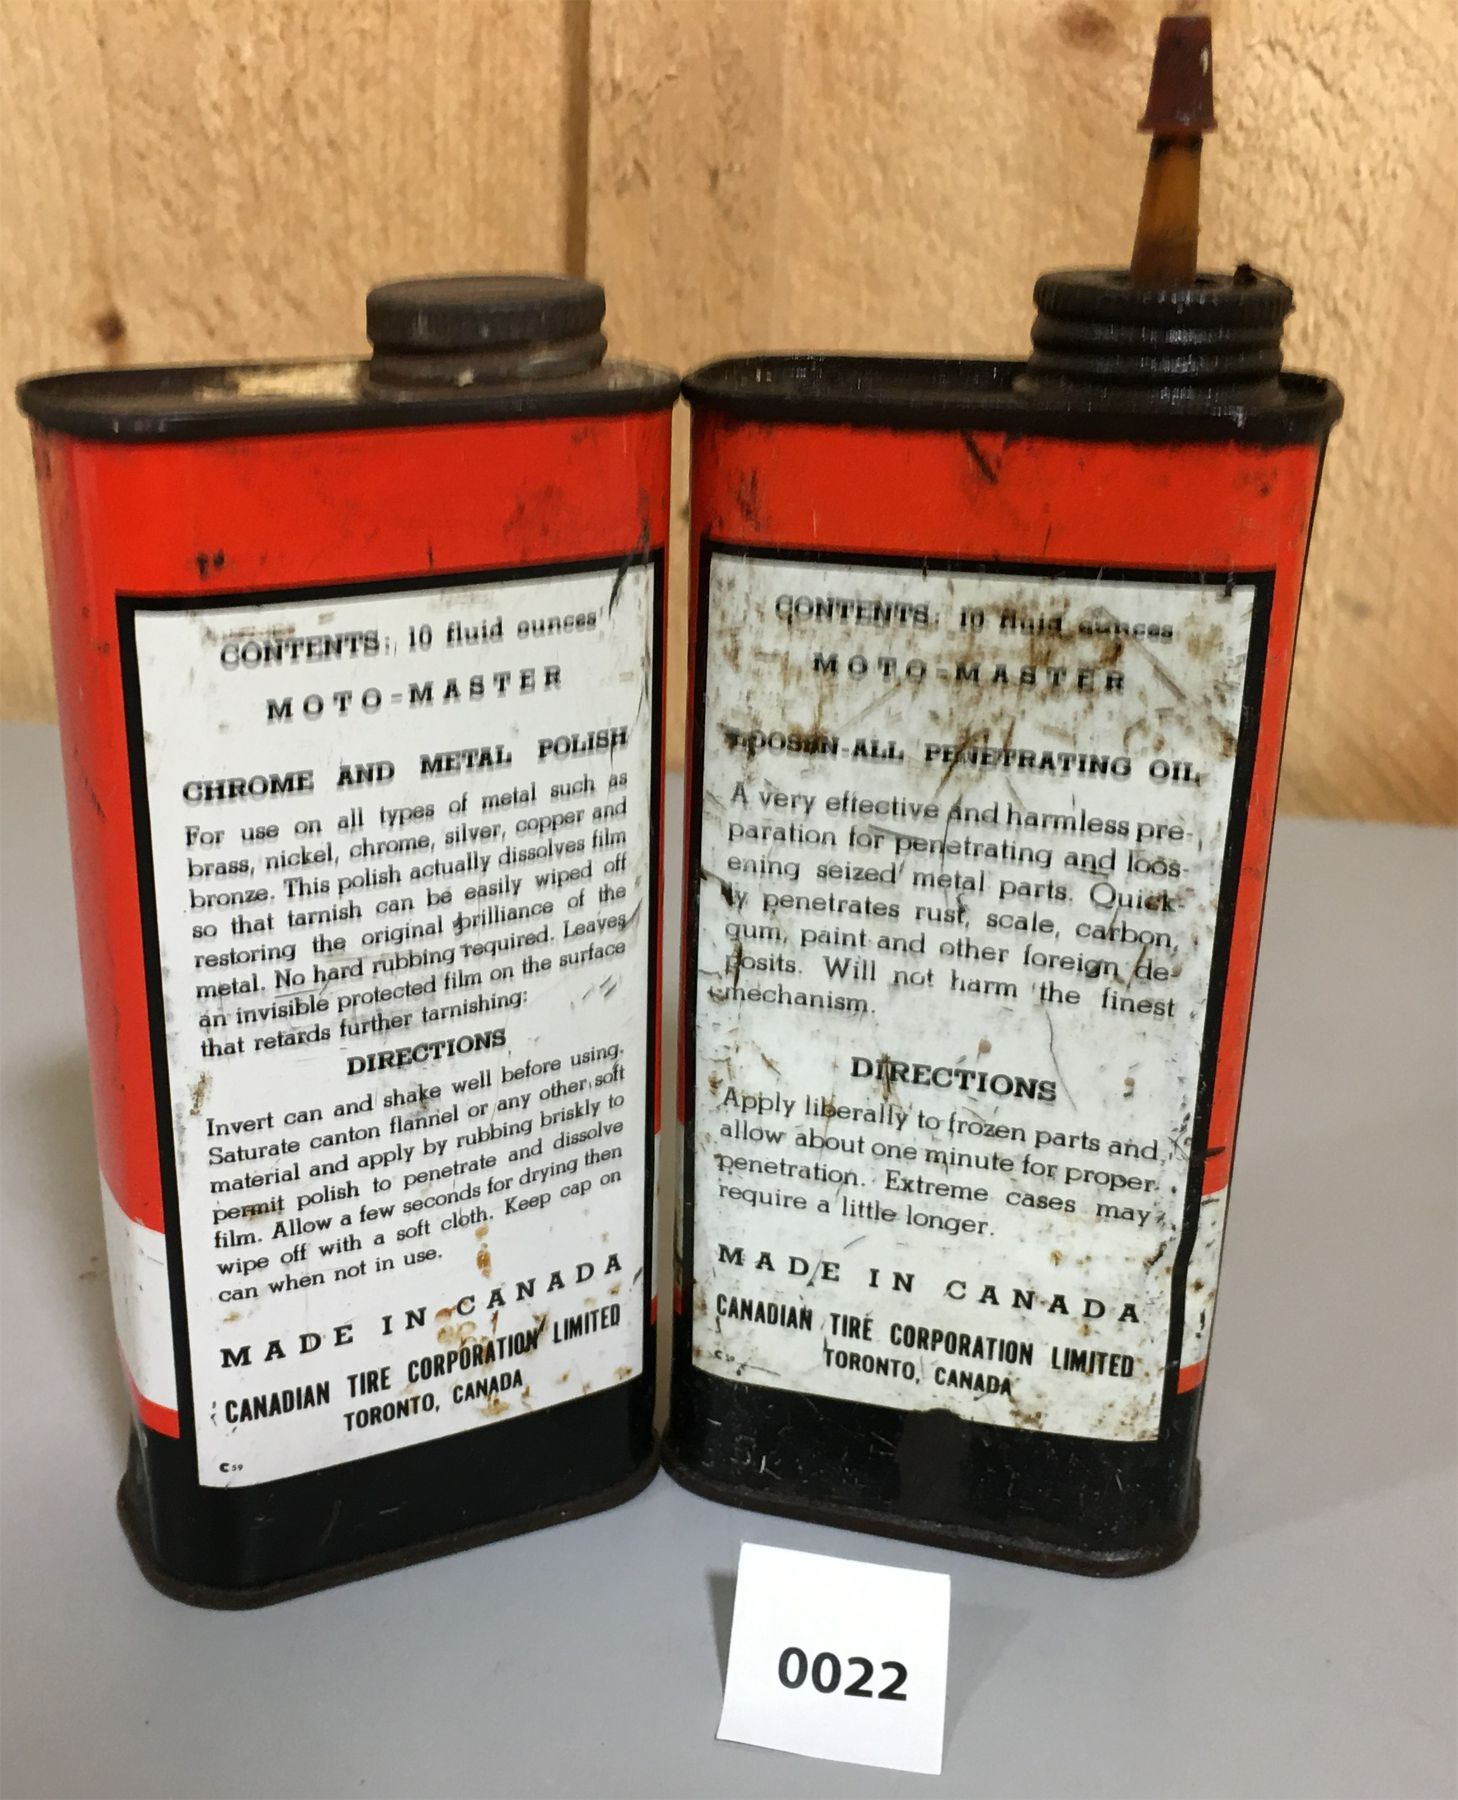 CONTENTS: 10 fluid ounces
MOTO-MASTER
CHROME AND METAL POLISH
For use on all types of metal such as
brass, nickel, chrome, silver, copper and
bronze. This polish actually dissolves film
so that tarnish can be easily wiped off
restoring the original brilliance of the
metal. No hard rubbing required. Leaves
an invisible protected film on the surface
that retards further tarnishing:
DIRECTIONS
Invert can and shake well before using.
Saturate canton flannel or any other soft
material and apply by rubbing briskly to
permit polish to penetrate and dissolve
film. Allow a few seconds for drying then
wipe off with a soft cloth. Keep cap on
can when not in use.
MADE IN CANADA
CANADIAN TIRE CORPORATION LIMITED
TORONTO, CANADA
C 59
CONTENTS: 10 fluid ounces
MOTO-MASTER
LOOSEN-ALL PENETRATING OIL
A very effective and harmless pre-
paration for penetrating and loos-
ening seized metal parts. Quick-
ly penetrates rust, scale, carbon,
gum, paint and other foreign de-
posits. Will not harm the finest
mechanism.
DIRECTIONS
Apply liberally to frozen parts and
allow about one minute for proper
penetration. Extreme cases may
require a little longer.
MADE IN CANADA
CANADIAN TIRE CORPORATION LIMITED
TORONTO, CANADA
0022